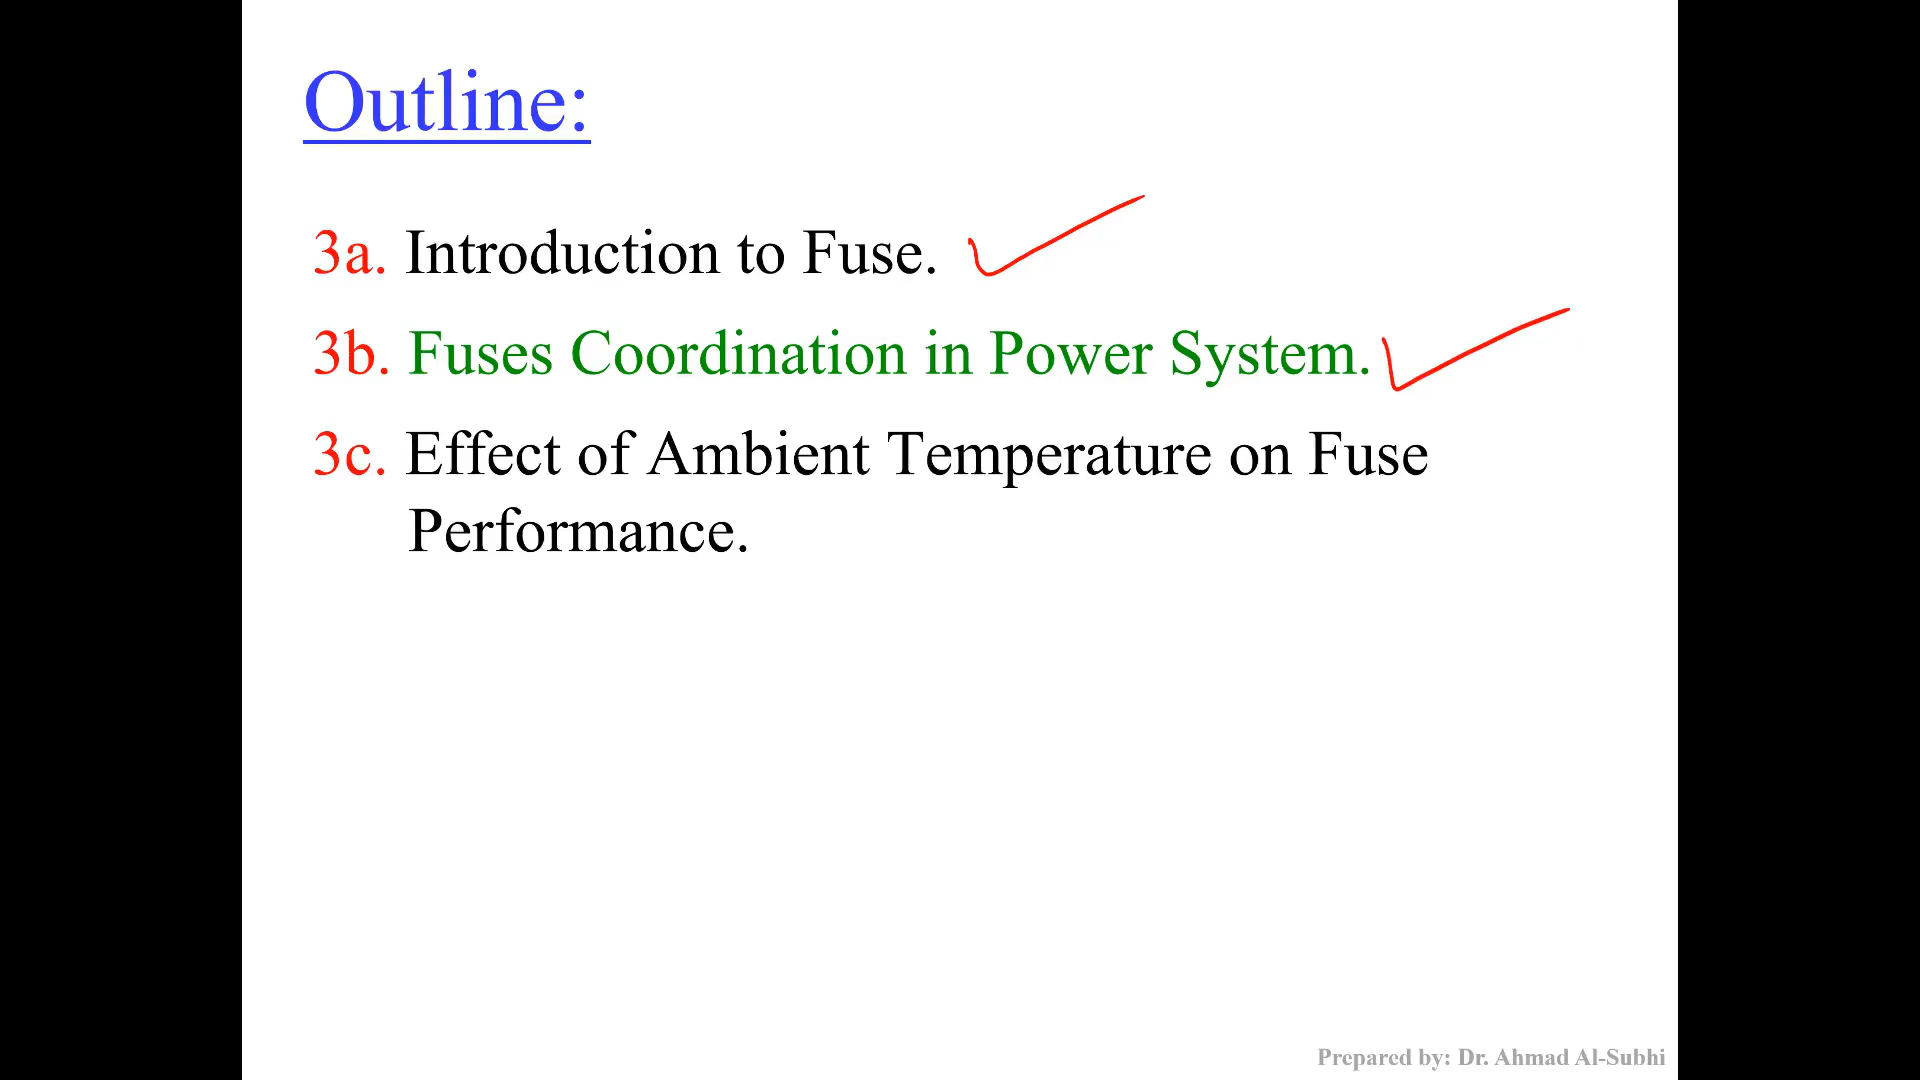 Outline:
3a. Introduction to Fuse.
3b. Fuses Coordination in Power System.
3c. Effect of Ambient Temperature on Fuse
Performance.
Prepared by: Dr. Ahmad Al-Subhi